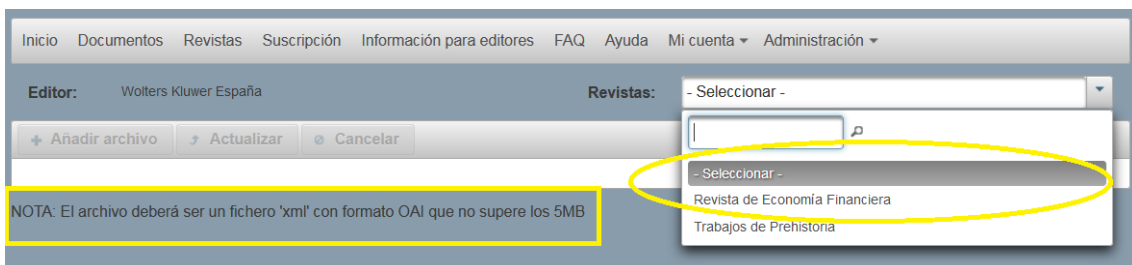 Inicio Documentos Revistas Suscripción Información para editores FAQ Ayuda Mi cuenta Administración
Editor: Wolters Kluwer España Revistas: - Seleccionar -
Añadir archivo Actualizar Cancelar
- Seleccionar -
Revista de Economía Financiera
NOTA: El archivo deberá ser un fichero 'xml' con formato OAI que no supere los 5MB
Trabajos de Prehistoria